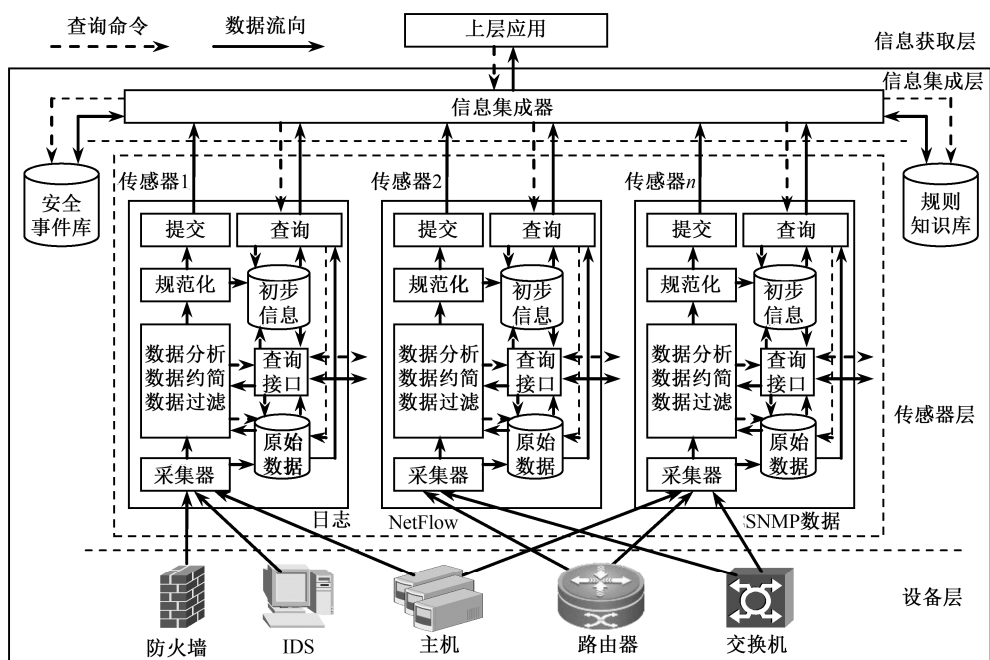 查询命令
数据流向
上层应用
信息获取层
信息集成层
信息集成器
安全
事件库
规则
知识库
传感器1
提交
查询
规范化
初步
信息
数据分析
数据约简
数据过滤
查询
接口
原始
数据
采集器
日志
传感器2
提交
查询
规范化
初步
信息
数据分析
数据约简
数据过滤
查询
接口
原始
数据
采集器
NetFlow
传感器n
提交
查询
规范化
初步
信息
数据分析
数据约简
数据过滤
查询
接口
原始
数据
采集器
SNMP数据
传感器层
防火墙
IDS
主机
路由器
交换机
设备层